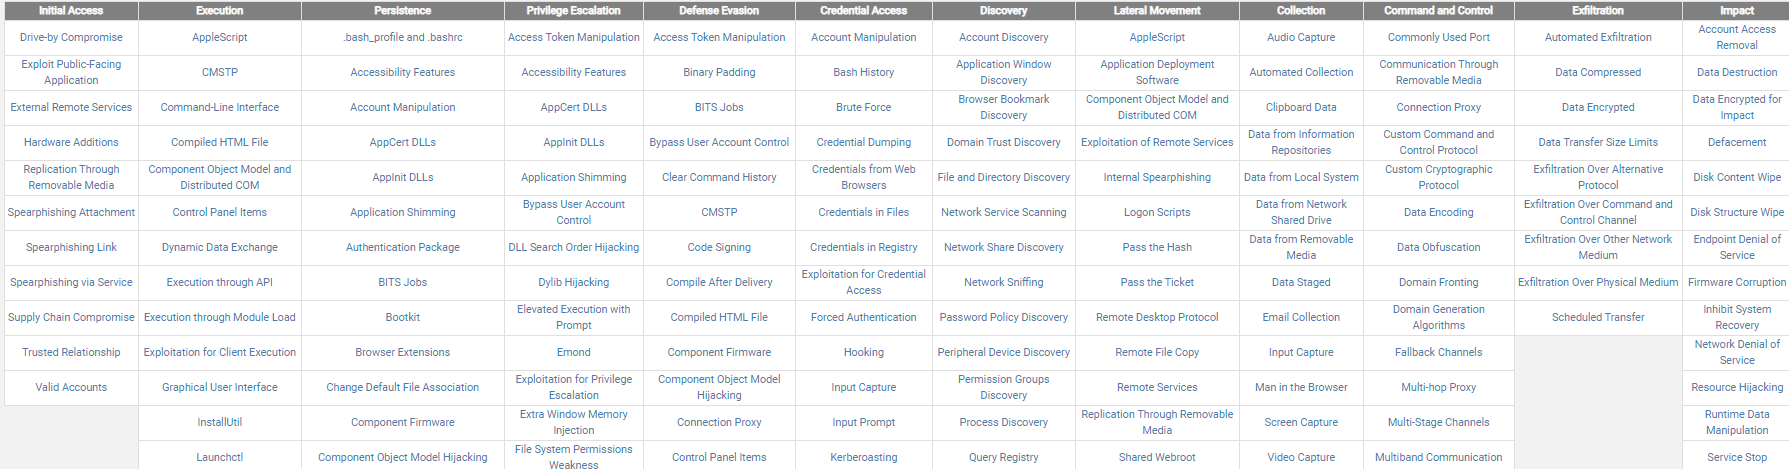 Initial Access Execution Persistence Privilege Escalation Defense Evasion Credential Access Discovery Lateral Movement Collection Command and Control Exfiltration Impact
Drive-by Compromise AppleScript .bash_profile and .bashrc Access Token Manipulation Access Token Manipulation Account Manipulation Account Discovery AppleScript Audio Capture Commonly Used Port Automated Exfiltration Account Access Removal
Exploit Public-Facing Application CMSTP Accessibility Features Accessibility Features Binary Padding Bash History Application Window Discovery Application Deployment Software Automated Collection Communication Through Removable Media Data Compressed Data Destruction
External Remote Services Command-Line Interface Account Manipulation AppCert DLLs BITS Jobs Brute Force Browser Bookmark Discovery Component Object Model and Distributed COM Clipboard Data Connection Proxy Data Encrypted Data Encrypted for Impact
Hardware Additions Compiled HTML File AppCert DLLs AppInit DLLs Bypass User Account Control Credential Dumping Domain Trust Discovery Exploitation of Remote Services Data from Information Repositories Custom Command and Control Protocol Data Transfer Size Limits Defacement
Replication Through Removable Media Component Object Model and Distributed COM AppInit DLLs Application Shimming Clear Command History Credentials from Web Browsers File and Directory Discovery Internal Spearphishing Data from Local System Custom Cryptographic Protocol Exfiltration Over Alternative Protocol Disk Content Wipe
Spearphishing Attachment Control Panel Items Application Shimming Bypass User Account Control CMSTP Credentials in Files Network Service Scanning Logon Scripts Data from Network Shared Drive Data Encoding Exfiltration Over Command and Control Channel Disk Structure Wipe
Spearphishing Link Dynamic Data Exchange Authentication Package DLL Search Order Hijacking Code Signing Credentials in Registry Network Share Discovery Pass the Hash Data from Removable Media Data Obfuscation Exfiltration Over Other Network Medium Endpoint Denial of Service
Spearphishing via Service Execution through API BITS Jobs Dylib Hijacking Compile After Delivery Exploitation for Credential Access Network Sniffing Pass the Ticket Data Staged Domain Fronting Exfiltration Over Physical Medium Firmware Corruption
Supply Chain Compromise Execution through Module Load Bootkit Elevated Execution with Prompt Compiled HTML File Forced Authentication Password Policy Discovery Remote Desktop Protocol Email Collection Domain Generation Algorithms Scheduled Transfer Inhibit System Recovery
Trusted Relationship Exploitation for Client Execution Browser Extensions Emond Component Firmware Hooking Peripheral Device Discovery Remote File Copy Input Capture Fallback Channels Network Denial of Service
Valid Accounts Graphical User Interface Change Default File Association Exploitation for Privilege Escalation Component Object Model Hijacking Input Capture Permission Groups Discovery Remote Services Man in the Browser Multi-hop Proxy Resource Hijacking
InstallUtil Component Firmware Extra Window Memory Injection Connection Proxy Input Prompt Process Discovery Replication Through Removable Media Screen Capture Multi-Stage Channels Runtime Data Manipulation
Launchctl Component Object Model Hijacking File System Permissions Weakness Control Panel Items Kerberoasting Query Registry Shared Webroot Video Capture Multiband Communication Service Stop